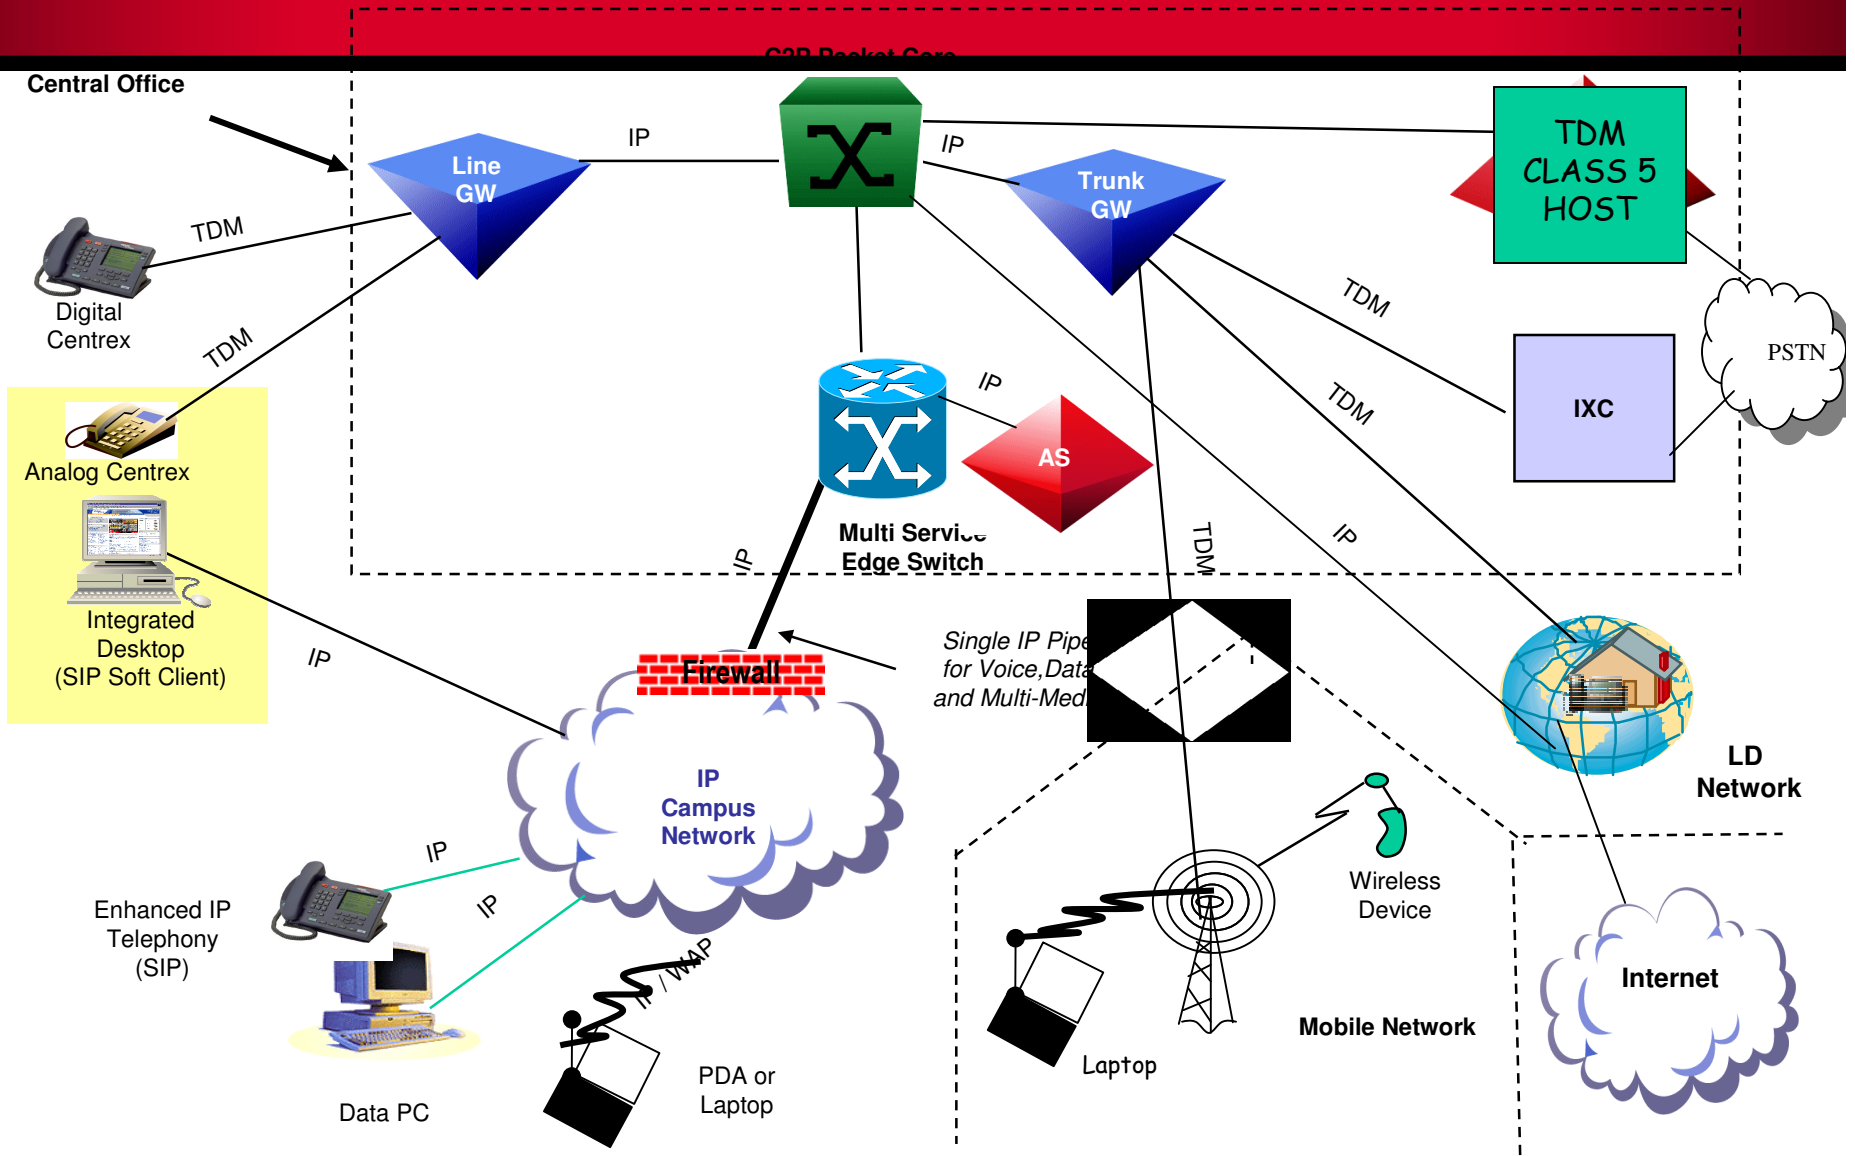 Packet Core
Central Office
IP
Line
GW
IP
Trunk
GW
TDM
CLASS 5
HOST
TDM
Digital
Centrex
TDM
TDM
PSTN
IP
TDM
IXC
Analog Centrex
AS
Multi Service
Edge Switch
IP
TDM
IP
Integrated
Desktop
(SIP Soft Client)
IP
Firewall
Single IP Pipe
for Voice,Data
and Multi-Med
LD
Network
IP
Campus
Network
IP
IP
Enhanced IP
Telephony
(SIP)
Wireless
Device
IP / WAP
Internet
Mobile Network
Laptop
PDA or
Laptop
Data PC